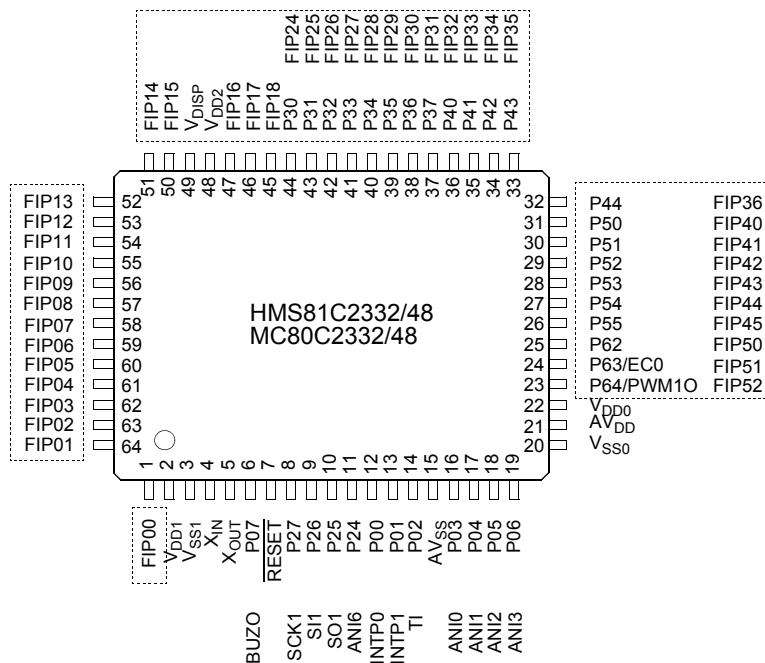 FIP24 FIP25 FIP26 FIP27 FIP28 FIP29 FIP30 FIP31 FIP32 FIP33 FIP34 FIP35
FIP14 FIP15 VDISP VDD2 FIP16 FIP17 FIP18 P30 P31 P32 P33 P34 P35 P36 P37 P40 P41 P42 P43
51 50 49 48 47 46 45 44 43 42 41 40 39 38 37 36 35 34 33
FIP13 52
FIP12 53
FIP11 54
FIP10 55
FIP09 56
FIP08 57
FIP07 58
FIP06 59
FIP05 60
FIP04 61
FIP03 62
FIP02 63
FIP01 64
HMS81C2332/48
MC80C2332/48
32 P44 FIP36
31 P50 FIP40
30 P51 FIP41
29 P52 FIP42
28 P53 FIP43
27 P54 FIP44
26 P55 FIP45
25 P62 FIP50
24 P63/EC0 FIP51
23 P64/PWM1O FIP52
22 VDD0
21 AVDD
20 VSS0
1 2 3 4 5 6 7 8 9 10 11 12 13 14 15 16 17 18 19
FIP00 VDD1 VSS1 XIN XOUT P07 RESET P27 P26 P25 P24 P00 P01 P02 AVSS P03 P04 P05 P06
BUZO SCK1 SI1 SO1 ANI6 INTP0 INTP1 TI ANI0 ANI1 ANI2 ANI3